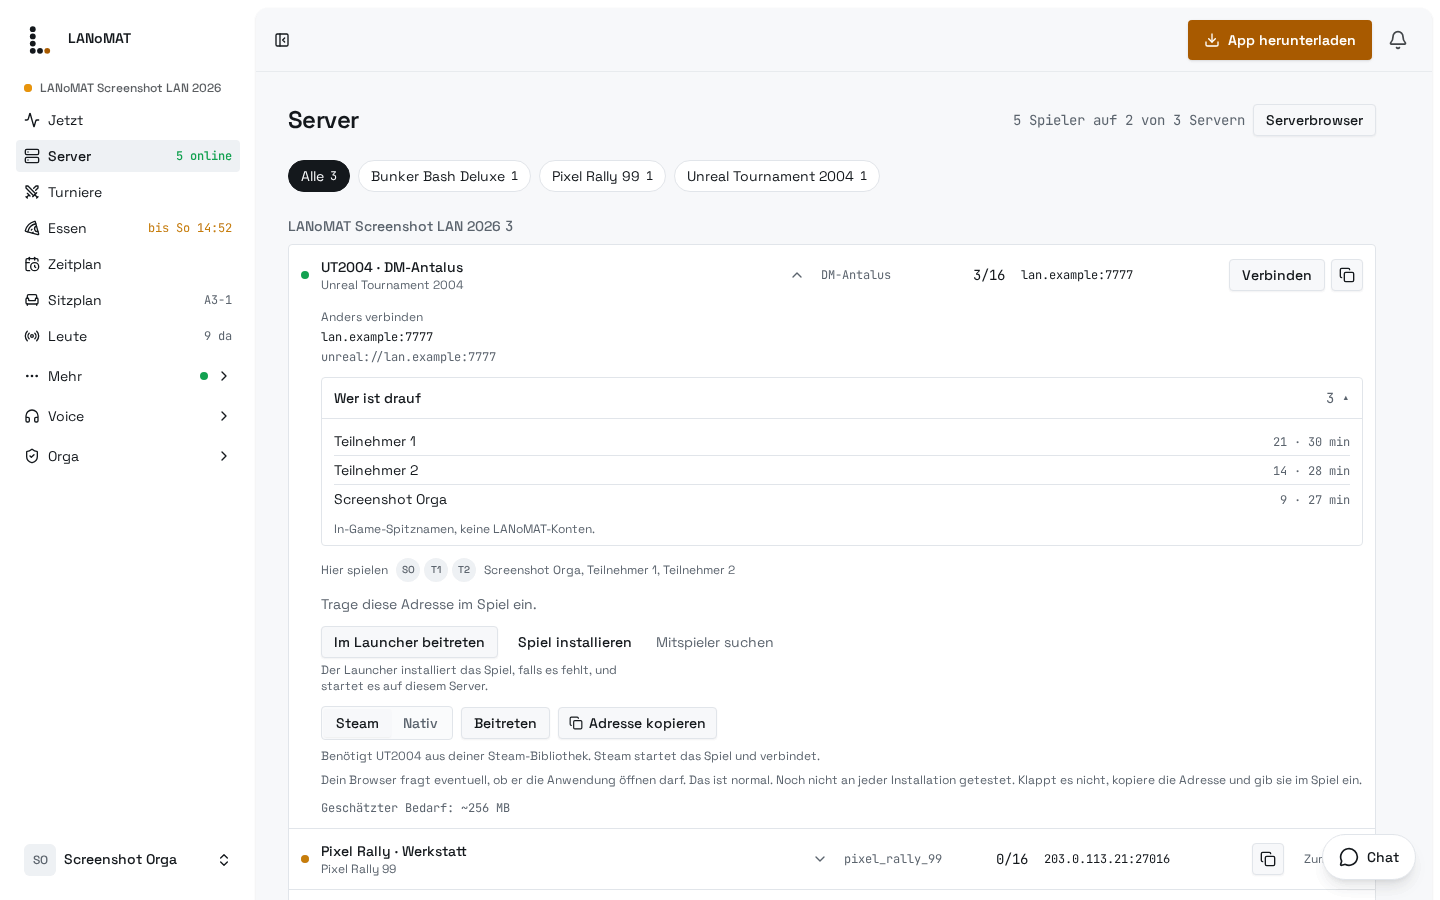 LANoMAT
App herunterladen
LANoMAT Screenshot LAN 2026
Jetzt
Server 5 online
Turniere
Essen bis So 14:52
Zeitplan
Sitzplan A3-1
Leute 9 da
Mehr
Voice
Orga
SO Screenshot Orga
Server
5 Spieler auf 2 von 3 Servern Serverbrowser
Alle 3 Bunker Bash Deluxe 1 Pixel Rally 99 1 Unreal Tournament 2004 1
LANoMAT Screenshot LAN 2026 3
UT2004 · DM-Antalus
Unreal Tournament 2004
DM-Antalus 3/16 lan.example:7777 Verbinden
Anders verbinden
lan.example:7777
unreal://lan.example:7777
Wer ist drauf 3
Teilnehmer 1 21 · 30 min
Teilnehmer 2 14 · 28 min
Screenshot Orga 9 · 27 min
In-Game-Spitznamen, keine LANoMAT-Konten.
Hier spielen SO T1 T2 Screenshot Orga, Teilnehmer 1, Teilnehmer 2
Trage diese Adresse im Spiel ein.
Im Launcher beitreten Spiel installieren Mitspieler suchen
Der Launcher installiert das Spiel, falls es fehlt, und
startet es auf diesem Server.
Steam Nativ Beitreten Adresse kopieren
Benötigt UT2004 aus deiner Steam-Bibliothek. Steam startet das Spiel und verbindet.
Dein Browser fragt eventuell, ob er die Anwendung öffnen darf. Das ist normal. Noch nicht an jeder Installation getestet. Klappt es nicht, kopiere die Adresse und gib sie im Spiel ein.
Geschätzter Bedarf: ~256 MB
Pixel Rally · Werkstatt
Pixel Rally 99
pixel_rally_99 0/16 203.0.113.21:27016
Chat